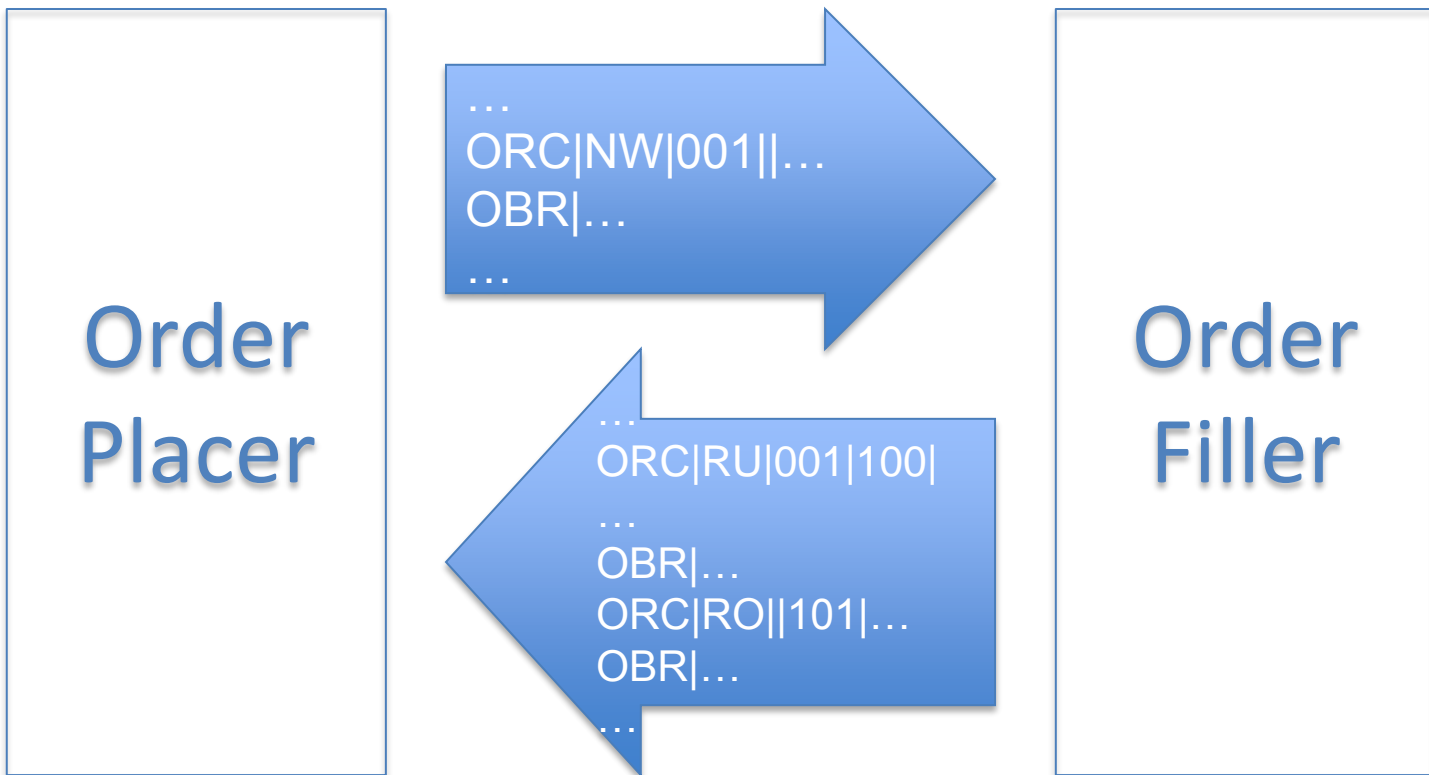 Order
Placer
…
ORC|NW|001||…
OBR|…
…
…
ORC|RU|001|100|
…
OBR|…
ORC|RO||101|…
OBR|…
…
Order
Filler